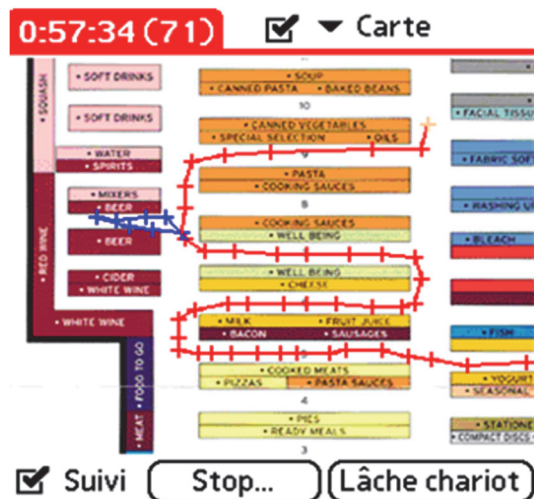 0:57:34 (71)
Carte
SQUASH
• SOFT DRINKS
• SOFT DRINKS
• WATER
• SPIRITS
• MIXERS
• BEER
• BEER
• RED WINE
• CIDER
• WHITE WINE
• WHITE WINE
• FOOD TO GO
MEAT
• SOUP
• CANNED PASTA • BAKED BEANS
10
• CANNED VEGETABLES
• SPECIAL SELECTION • OILS
9
• PASTA
• COOKING SAUCES
8
• COOKING SAUCES
• WELL BEING
• WELL BEING
• CHEESE
• MILK • FRUIT JUICE
• BACON • SAUSAGES
• COOKED MEATS
• PIZZAS • PASTA SAUCES
4
• PIES
• READY MEALS
3
• FACIAL TISSU
• FABRIC SOF
• WASHING U
• BLEACH
• FISH
• YOGURT
• SEASONAL
• STATIONE
• COMPACT DISCS
Suivi
Stop...
Lâche chariot